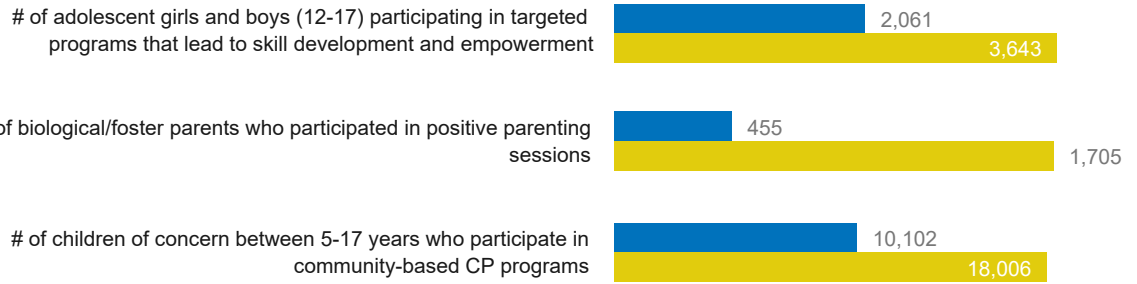 # of adolescent girls and boys (12-17) participating in targeted
programs that lead to skill development and empowerment
2,061
3,643
of biological/foster parents who participated in positive parenting
sessions
455
1,705
# of children of concern between 5-17 years who participate in
community-based CP programs
10,102
18,006